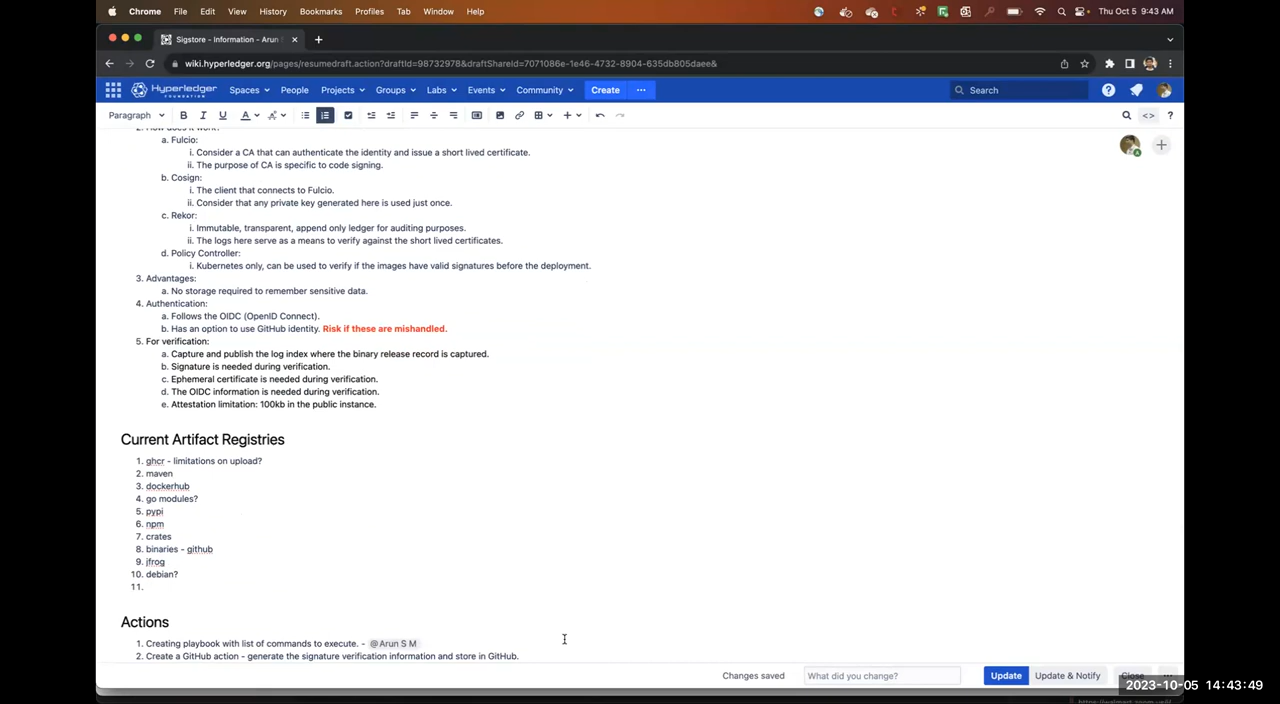 Chrome File Edit View History Bookmarks Profiles Tab Window Help Thu Oct 5 9:43 AM
Sigstore - Information - Arun
wiki.hyperledger.org/pages/resumedraft.action?draftId=98732978&draftShareId=7071086e-1e46-4732-8904-635db805daee&
HYPERLEDGER FOUNDATION Spaces People Projects Groups Labs Events Community Create ... Search
Paragraph B I U A
2. How does it work?
a. Fulcio:
i. Consider a CA that can authenticate the identity and issue a short lived certificate.
ii. The purpose of CA is specific to code signing.
b. Cosign:
i. The client that connects to Fulcio.
ii. Consider that any private key generated here is used just once.
c. Rekor:
i. Immutable, transparent, append only ledger for auditing purposes.
ii. The logs here serve as a means to verify against the short lived certificates.
d. Policy Controller:
i. Kubernetes only, can be used to verify if the images have valid signatures before the deployment.
3. Advantages:
a. No storage required to remember sensitive data.
4. Authentication:
a. Follows the OIDC (OpenID Connect).
b. Has an option to use GitHub identity. Risk if these are mishandled.
5. For verification:
a. Capture and publish the log index where the binary release record is captured.
b. Signature is needed during verification.
c. Ephemeral certificate is needed during verification.
d. The OIDC information is needed during verification.
e. Attestation limitation: 100kb in the public instance.
Current Artifact Registries
1. ghcr - limitations on upload?
2. maven
3. dockerhub
4. go modules?
5. pypi
6. npm
7. crates
8. binaries - github
9. jfrog
10. debian?
11.
Actions
1. Creating playbook with list of commands to execute. - @Arun S M
2. Create a GitHub action - generate the signature verification information and store in GitHub.
Changes saved What did you change? Update Update & Notify Close
2023-10-05 14:43:49